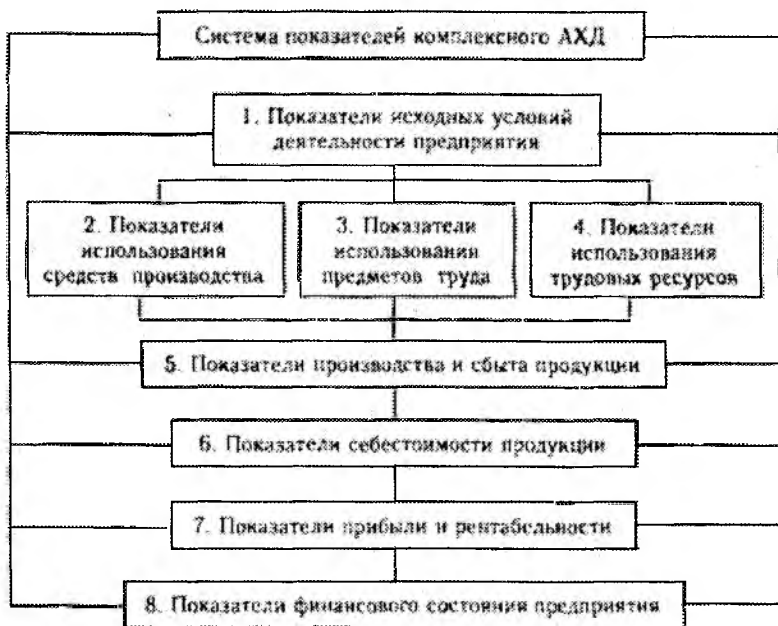 Система показателей комплексного АХД
1. Показатели исходных условий
деятельности предприятия
2. Показатели
использования
средств производства
3. Показатели
использования
предметов труда
4. Показатели
использования
трудовых ресурсов
5. Показатели производства и сбыта продукции
6. Показатели себестоимости продукции
7. Показатели прибыли и рентабельности
8. Показатели финансового состояния предприятия